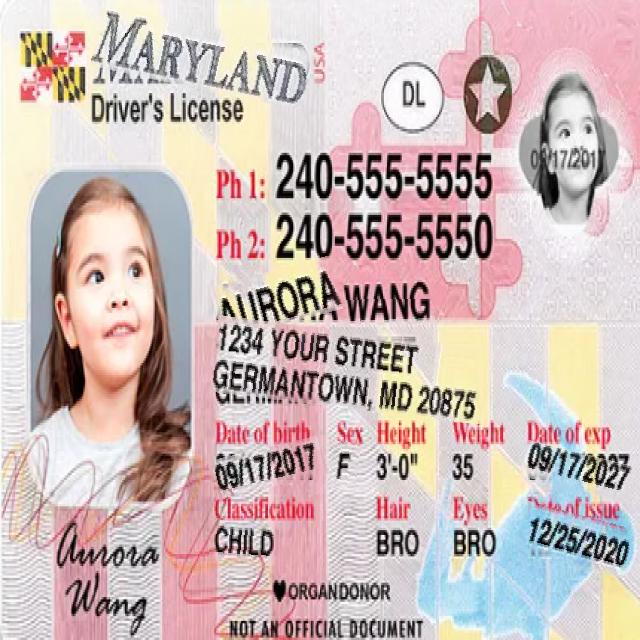 MARYLAND USA
Driver's License
DL
09/17/2017
Ph 1: 240-555-5555
Ph 2: 240-555-5550
AURORA WANG
1234 YOUR STREET
GERMANTOWN, MD 20875
Date of birth Sex Height Weight Date of exp
09/17/2017 F 3'-0" 35 09/17/2027
Classification Hair Eyes Date of issue
CHILD BRO BRO 12/25/2020
Aurora
Wang
♥ORGANDONOR
NOT AN OFFICIAL DOCUMENT